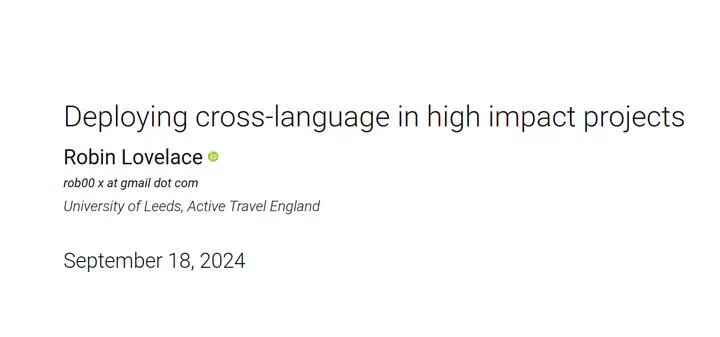 Deploying cross-language in high impact projects
Robin Lovelace
rob00 x at gmail dot com
University of Leeds, Active Travel England
September 18, 2024